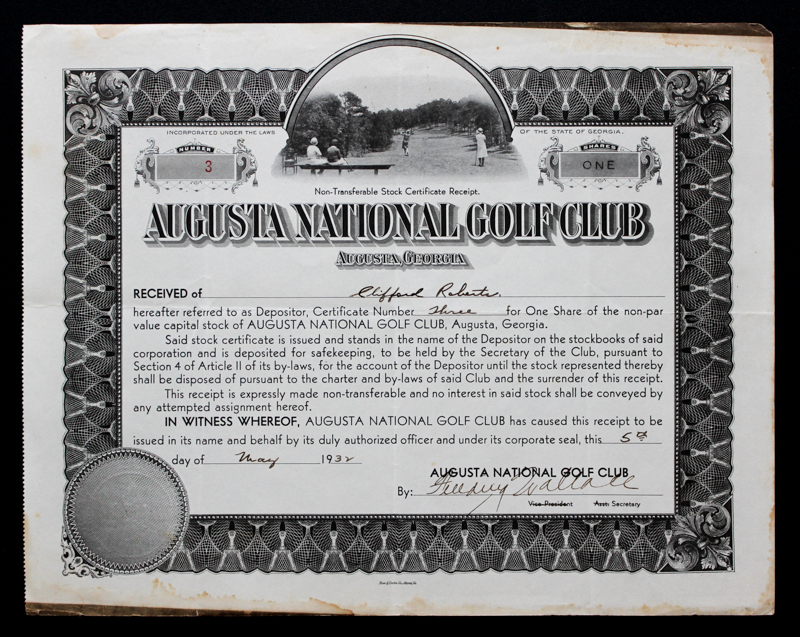 INCORPORATED UNDER THE LAWS OF THE STATE OF GEORGIA.
NUMBER
3
SHARES
ONE
Non-Transferable Stock Certificate Receipt.
AUGUSTA NATIONAL GOLF CLUB
AUGUSTA, GEORGIA
RECEIVED of Clifford Roberts.
hereafter referred to as Depositor, Certificate Number Three for One Share of the non-par
value capital stock of AUGUSTA NATIONAL GOLF CLUB, Augusta, Georgia.
Said stock certificate is issued and stands in the name of the Depositor on the stockbooks of said
corporation and is deposited for safekeeping, to be held by the Secretary of the Club, pursuant to
Section 4 of Article II of its by-laws, for the account of the Depositor until the stock represented thereby
shall be disposed of pursuant to the charter and by-laws of said Club and the surrender of this receipt.
This receipt is expressly made non-transferable and no interest in said stock shall be conveyed by
any attempted assignment hereof.
IN WITNESS WHEREOF, AUGUSTA NATIONAL GOLF CLUB has caused this receipt to be
issued in its name and behalf by its duly authorized officer and under its corporate seal, this 5th
day of May 1932
AUGUSTA NATIONAL GOLF CLUB
By: Fielding Wallace
Vice-President Asst. Secretary